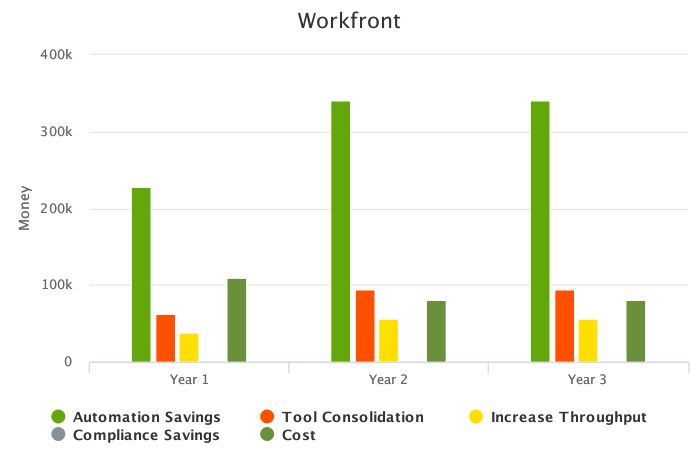 Workfront
400k
300k
200k
100k
0
Money
Year 1
Year 2
Year 3
Automation Savings
Tool Consolidation
Increase Throughput
Compliance Savings
Cost